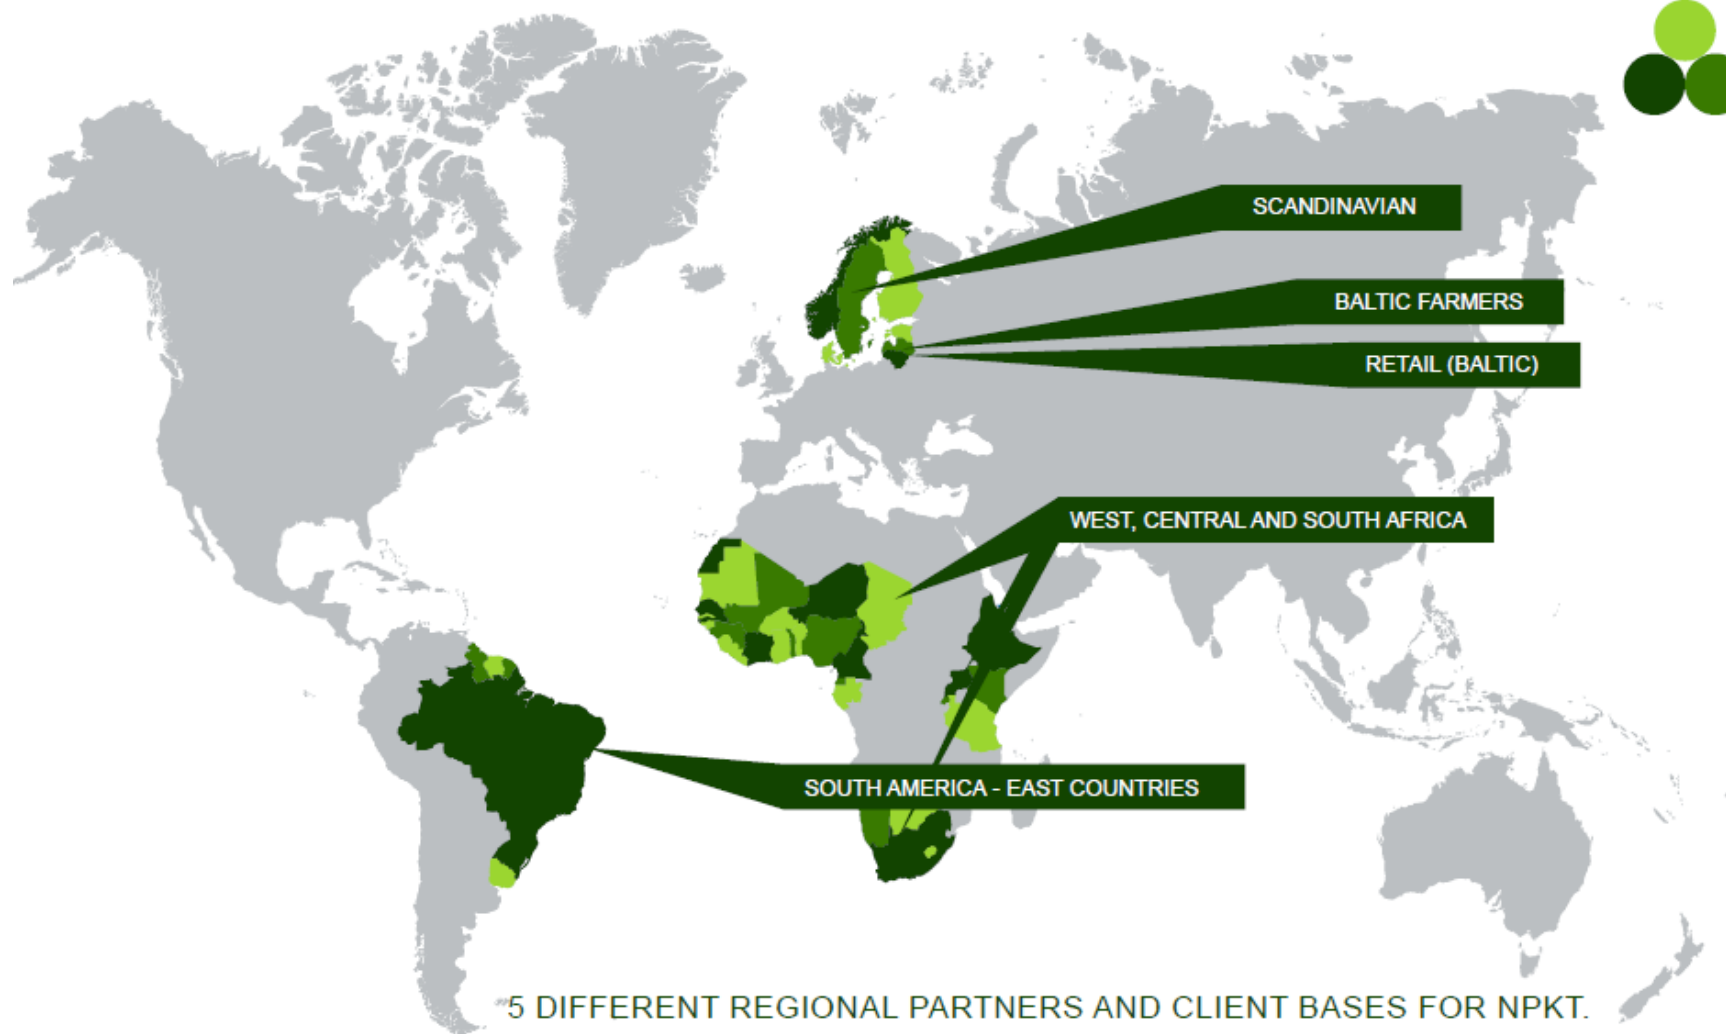 SCANDINAVIAN
BALTIC FARMERS
RETAIL (BALTIC)
WEST, CENTRAL AND SOUTH AFRICA
SOUTH AMERICA - EAST COUNTRIES
5 DIFFERENT REGIONAL PARTNERS AND CLIENT BASES FOR NPKT.